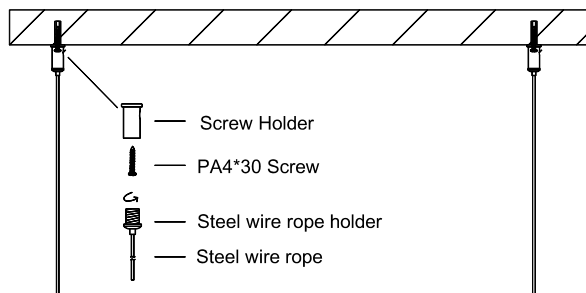 Screw Holder
PA4*30 Screw
Steel wire rope holder
Steel wire rope